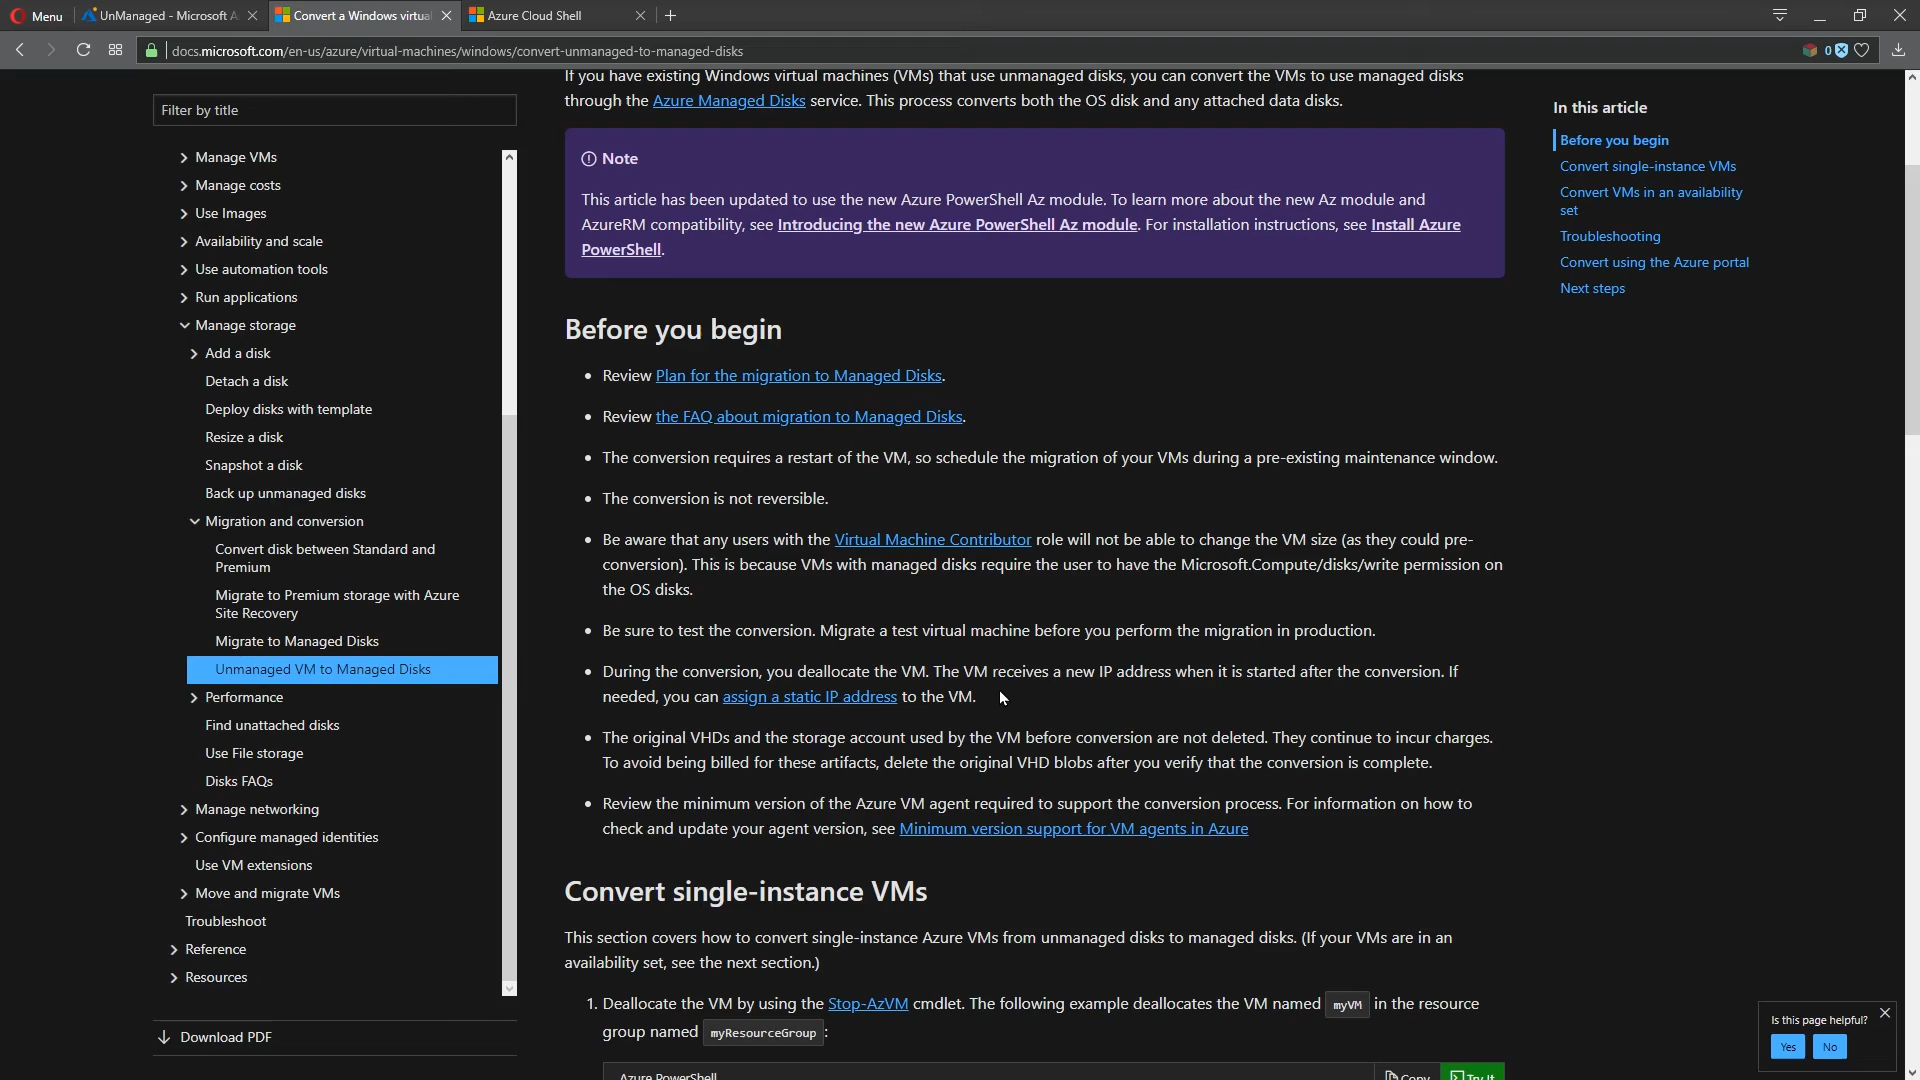 Menu
UnManaged - Microsoft A
Convert a Windows virtua
Azure Cloud Shell
docs.microsoft.com/en-us/azure/virtual-machines/windows/convert-unmanaged-to-managed-disks
0
Filter by title
Manage VMs
Manage costs
Use Images
Availability and scale
Use automation tools
Run applications
Manage storage
Add a disk
Detach a disk
Deploy disks with template
Resize a disk
Snapshot a disk
Back up unmanaged disks
Migration and conversion
Convert disk between Standard and
Premium
Migrate to Premium storage with Azure
Site Recovery
Migrate to Managed Disks
Unmanaged VM to Managed Disks
Performance
Find unattached disks
Use File storage
Disks FAQs
Manage networking
Configure managed identities
Use VM extensions
Move and migrate VMs
Troubleshoot
Reference
Resources
Download PDF
If you have existing Windows virtual machines (VMs) that use unmanaged disks, you can convert the VMs to use managed disks
through the Azure Managed Disks service. This process converts both the OS disk and any attached data disks.
Note
This article has been updated to use the new Azure PowerShell Az module. To learn more about the new Az module and
AzureRM compatibility, see Introducing the new Azure PowerShell Az module. For installation instructions, see Install Azure
PowerShell.
Before you begin
• Review Plan for the migration to Managed Disks.
• Review the FAQ about migration to Managed Disks.
• The conversion requires a restart of the VM, so schedule the migration of your VMs during a pre-existing maintenance window.
• The conversion is not reversible.
• Be aware that any users with the Virtual Machine Contributor role will not be able to change the VM size (as they could pre-
conversion). This is because VMs with managed disks require the user to have the Microsoft.Compute/disks/write permission on
the OS disks.
• Be sure to test the conversion. Migrate a test virtual machine before you perform the migration in production.
• During the conversion, you deallocate the VM. The VM receives a new IP address when it is started after the conversion. If
needed, you can assign a static IP address to the VM.
• The original VHDs and the storage account used by the VM before conversion are not deleted. They continue to incur charges.
To avoid being billed for these artifacts, delete the original VHD blobs after you verify that the conversion is complete.
• Review the minimum version of the Azure VM agent required to support the conversion process. For information on how to
check and update your agent version, see Minimum version support for VM agents in Azure
Convert single-instance VMs
This section covers how to convert single-instance Azure VMs from unmanaged disks to managed disks. (If your VMs are in an
availability set, see the next section.)
1. Deallocate the VM by using the Stop-AzVM cmdlet. The following example deallocates the VM named myVM in the resource
group named myResourceGroup :
Azure PowerShell
Copy
Try It
In this article
Before you begin
Convert single-instance VMs
Convert VMs in an availability
set
Troubleshooting
Convert using the Azure portal
Next steps
Is this page helpful?
Yes
No